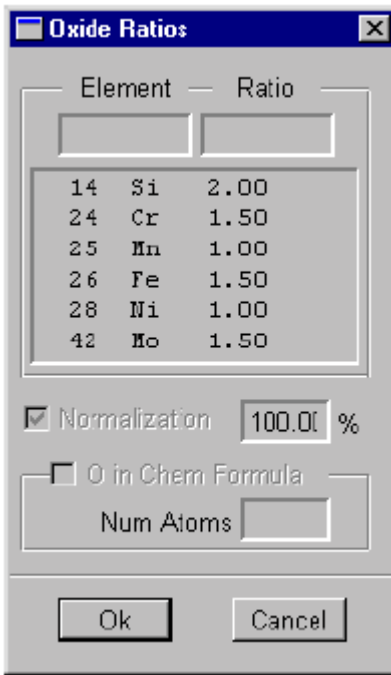 Oxide Ratios
Element Ratio
14 Si 2.00
24 Cr 1.50
25 Mn 1.00
26 Fe 1.50
28 Ni 1.00
42 Mo 1.50
Normalization 100.00 %
O in Chem Formula
Num Atoms
Ok Cancel